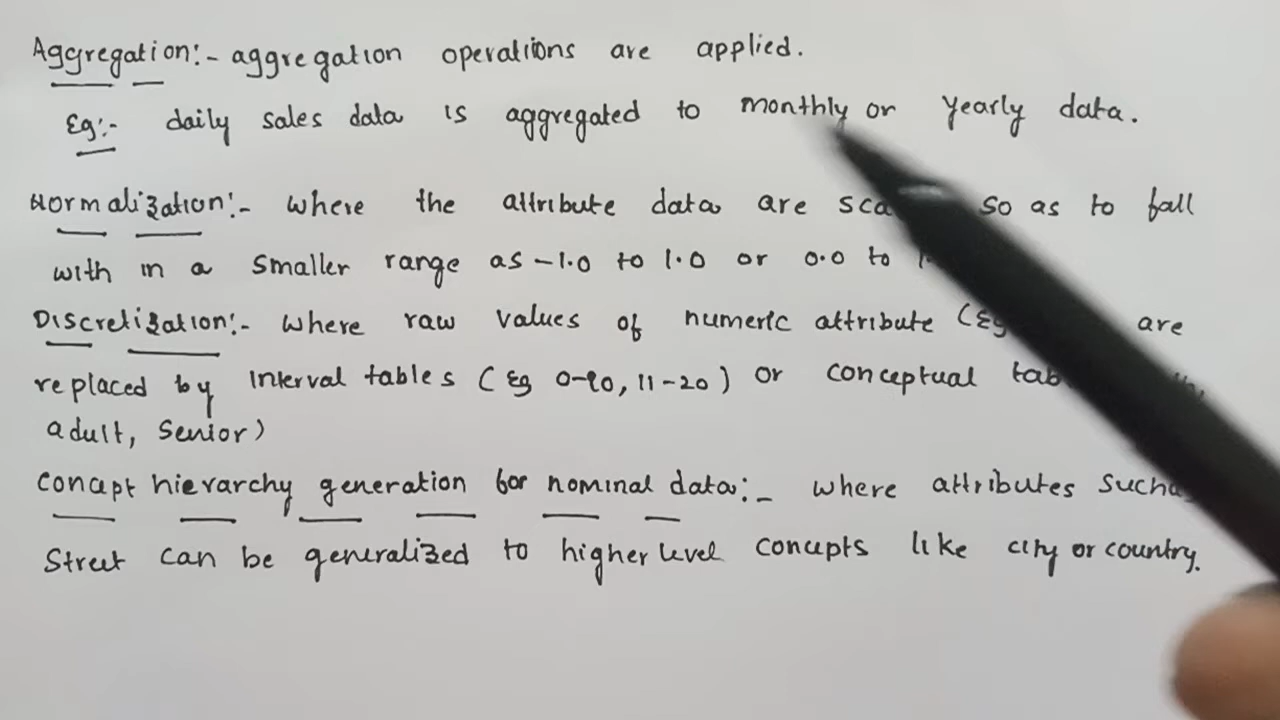 Aggregation:- aggregation operations are applied.
Eg:- daily sales data is aggregated to monthly or yearly data.
Normalization:- where the attribute data are so as to fall
with in a smaller range as -1.0 to 1.0 or 0.0 to
Discretization:- where raw values of numeric attribute (Eg are
replaced by interval tables (Eg 0-10, 11-20) or conceptual
adult, senior)
concept hierarchy generation for nominal data:- where attributes such
street can be generalized to higher level concepts like city or country.